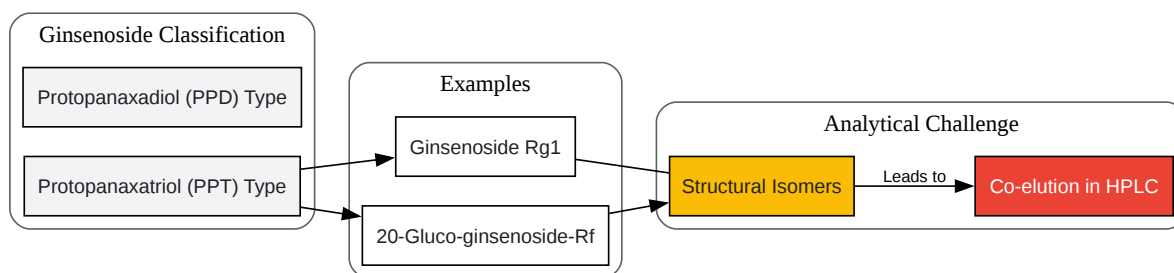 Ginsenoside Classification
Protopanaxadiol (PPD) Type
Protopanaxatriol (PPT) Type
Examples
Ginsenoside Rg1
20-Gluco-ginsenoside-Rf
Analytical Challenge
Structural Isomers
Leads to
Co-elution in HPLC